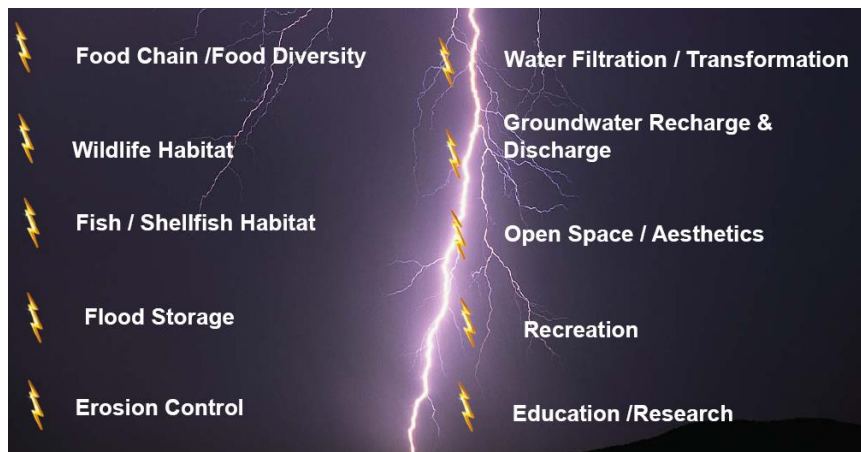 Food Chain /Food Diversity
Wildlife Habitat
Fish / Shellfish Habitat
Flood Storage
Erosion Control
Water Filtration / Transformation
Groundwater Recharge &
Discharge
Open Space / Aesthetics
Recreation
Education /Research